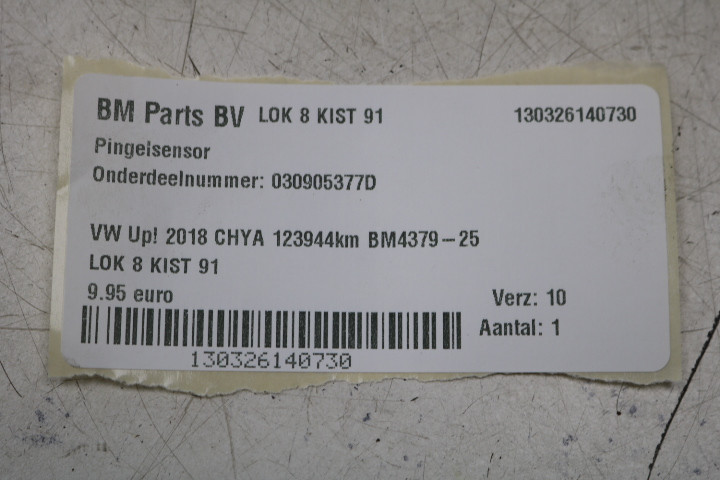 BM Parts BV LOK 8 KIST 91 130326140730
Pingelsensor
Onderdeelnummer: 030905377D
VW Up! 2018 CHYA 123944km BM4379-25
LOK 8 KIST 91
9.95 euro Verz: 10
Aantal: 1
130326140730